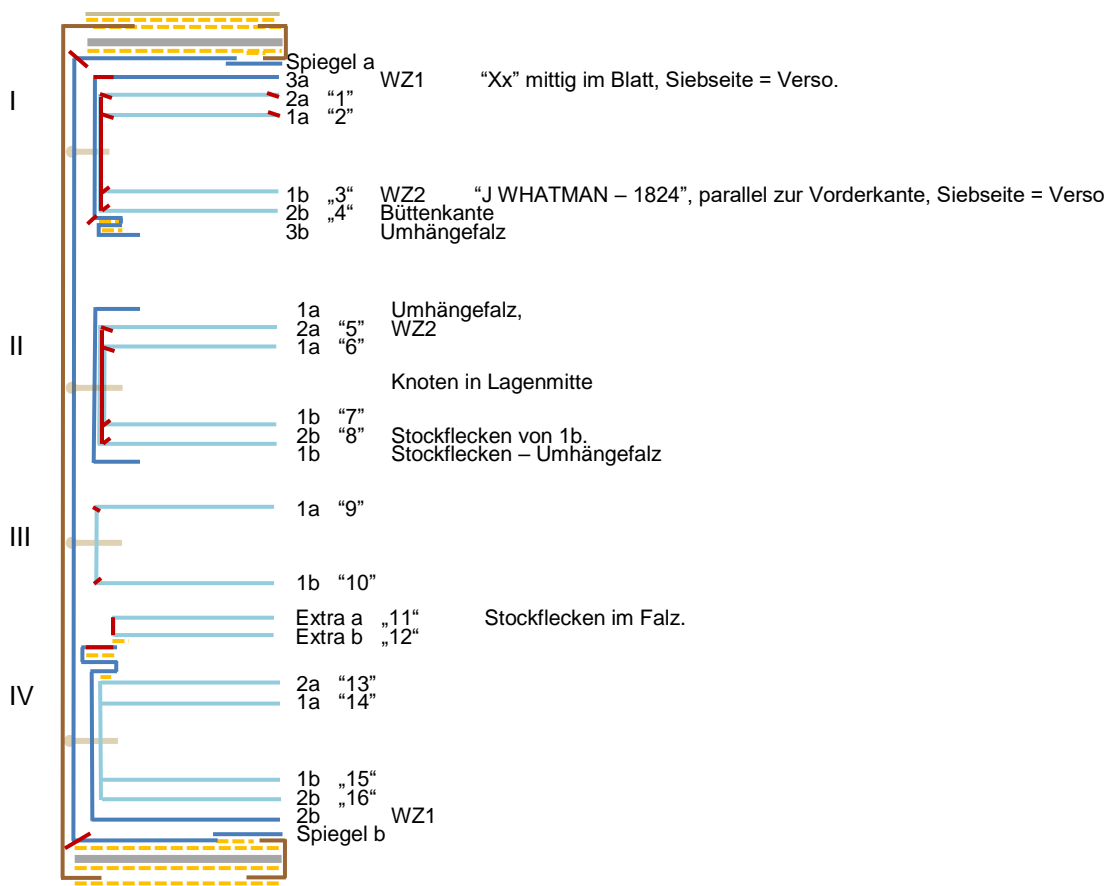 Spiegel a
3a WZ1 “Xx” mittig im Blatt, Siebseite = Verso.
I
2a “1”
1a “2”
1b „3“ WZ2 “J WHATMAN – 1824”, parallel zur Vorderkante, Siebseite = Verso
2b „4“ Büttenkante
3b Umhängefalz
1a Umhängefalz,
2a “5” WZ2
II
1a “6”
Knoten in Lagenmitte
1b “7”
2b “8” Stockflecken von 1b.
1b Stockflecken – Umhängefalz
1a “9”
III
1b “10”
Extra a „11“ Stockflecken im Falz.
Extra b „12“
2a “13”
IV
1a “14”
1b „15“
2b „16“
2b WZ1
Spiegel b